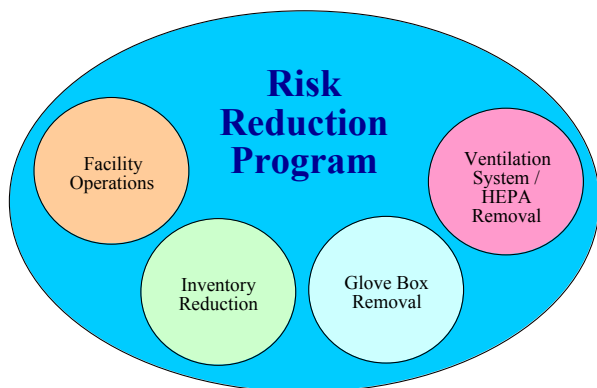 Risk
Reduction
Program
Facility
Operations
Ventilation
System /
HEPA
Removal
Inventory
Reduction
Glove Box
Removal